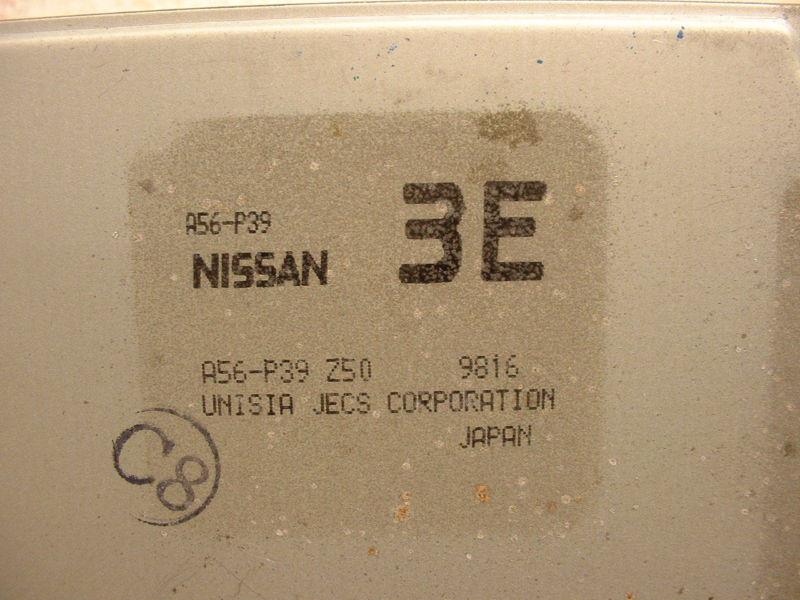 A56-P39
3E
NISSAN
A56-P39 Z50 9816
UNISIA JECS CORPORATION
JAPAN
C8